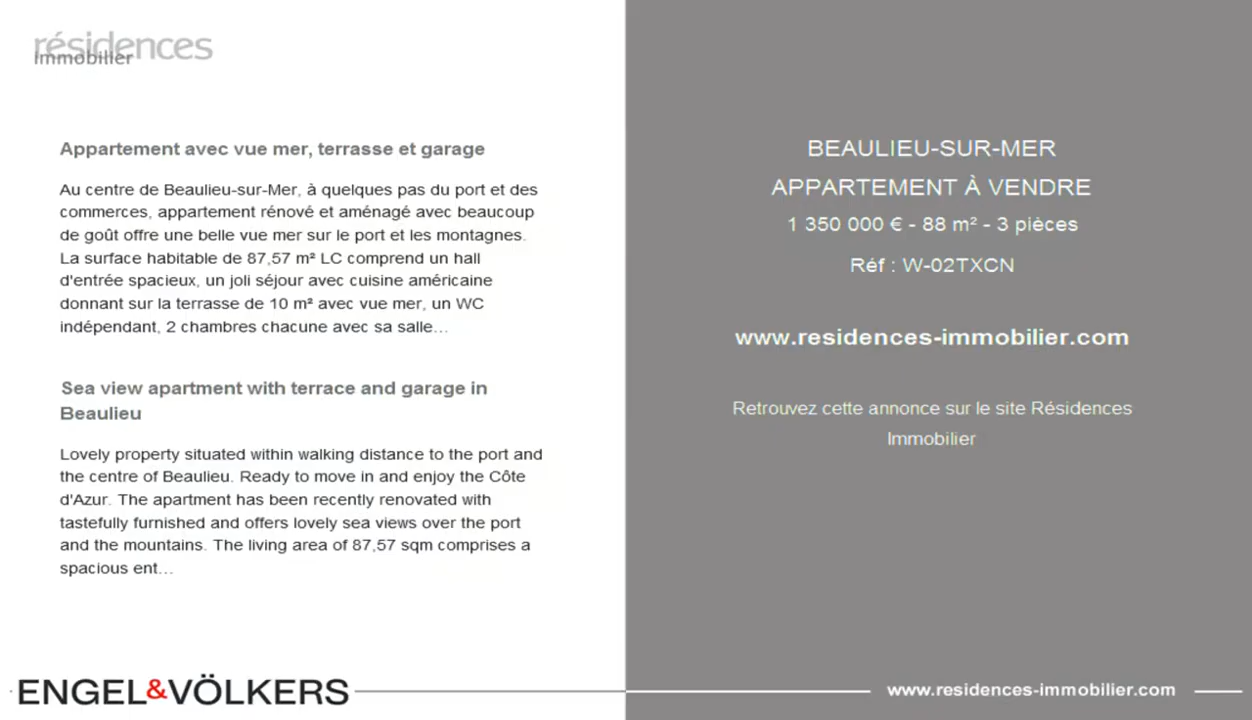 résidences
Immobilier
Appartement avec vue mer, terrasse et garage
Au centre de Beaulieu-sur-Mer, à quelques pas du port et des
commerces, appartement rénové et aménagé avec beaucoup
de goût offre une belle vue mer sur le port et les montagnes.
La surface habitable de 87,57 m² LC comprend un hall
d'entrée spacieux, un joli séjour avec cuisine américaine
donnant sur la terrasse de 10 m² avec vue mer, un WC
indépendant, 2 chambres chacune avec sa salle...
Sea view apartment with terrace and garage in
Beaulieu
Lovely property situated within walking distance to the port and
the centre of Beaulieu. Ready to move in and enjoy the Côte
d'Azur. The apartment has been recently renovated with
tastefully furnished and offers lovely sea views over the port
and the mountains. The living area of 87,57 sqm comprises a
spacious ent...
ENGEL&VÖLKERS
BEAULIEU-SUR-MER
APPARTEMENT À VENDRE
1 350 000 € - 88 m² - 3 pièces
Réf : W-02TXCN
www.residences-immobilier.com
Retrouvez cette annonce sur le site Résidences
Immobilier
www.residences-immobilier.com